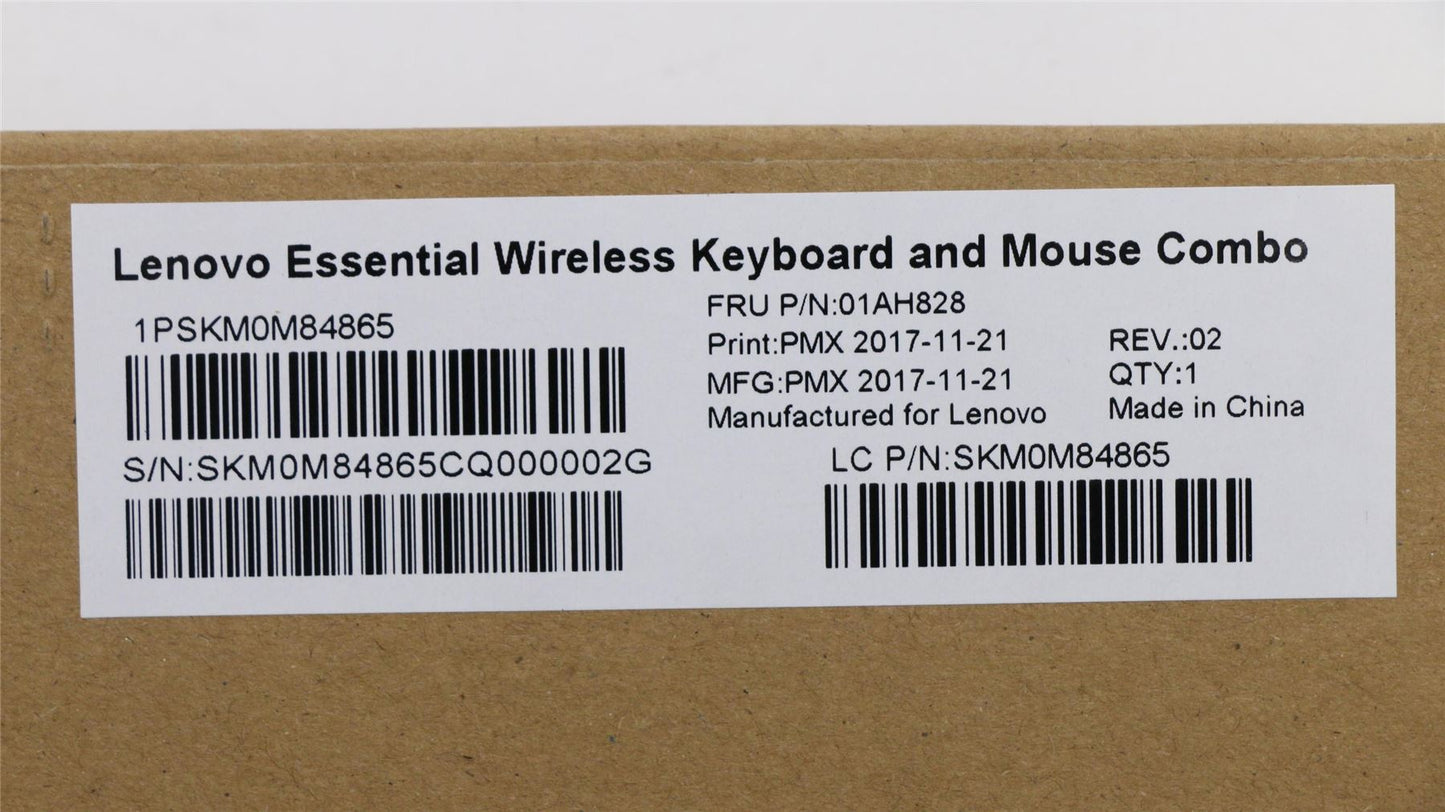 Lenovo Essential Wireless Keyboard and Mouse Combo
1PSKM0M84865
S/N:SKM0M84865CQ000002G
FRU P/N:01AH828
Print:PMX 2017-11-21
MFG:PMX 2017-11-21
Manufactured for Lenovo
REV.:02
QTY:1
Made in China
LC P/N:SKM0M84865